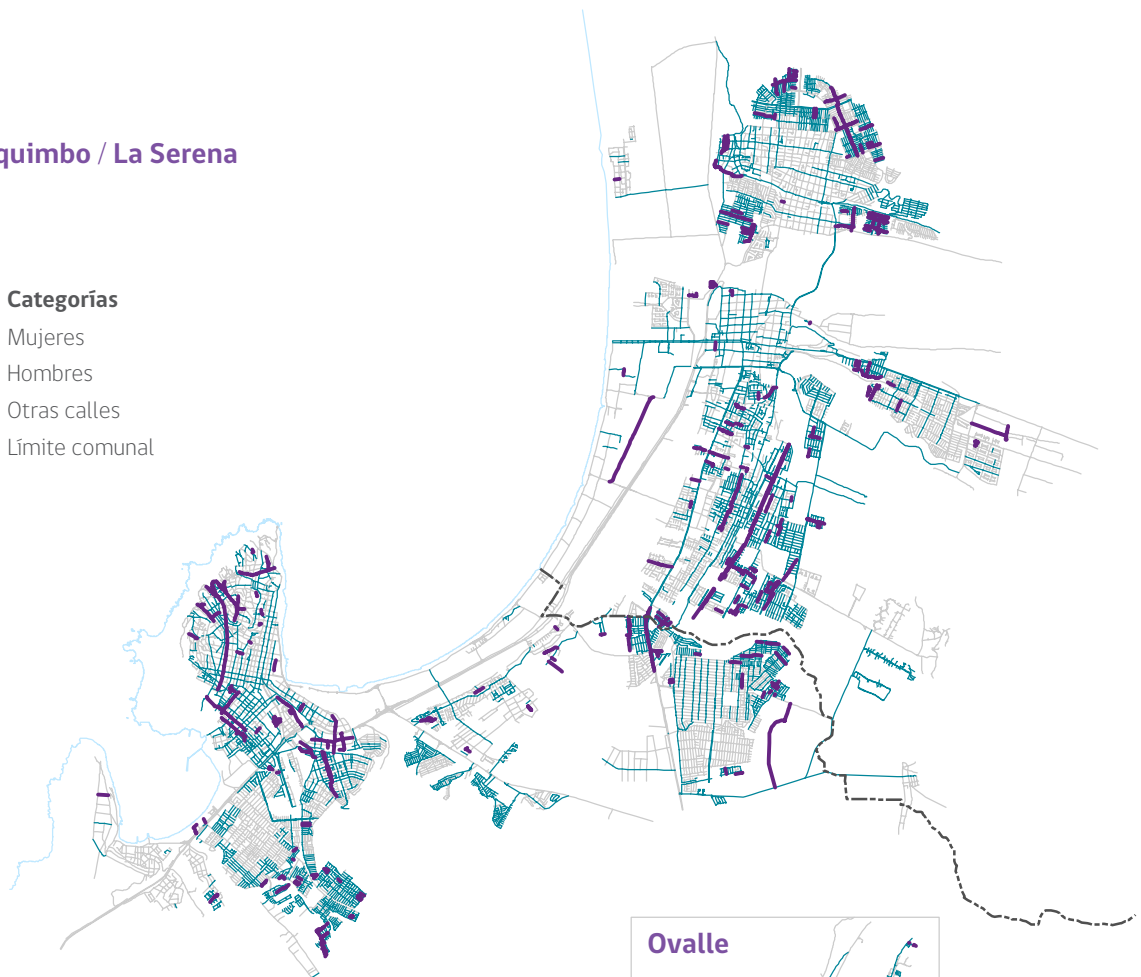 quimbo / La Serena
Categorías
Mujeres
Hombres
Otras calles
Límite comunal
Ovalle